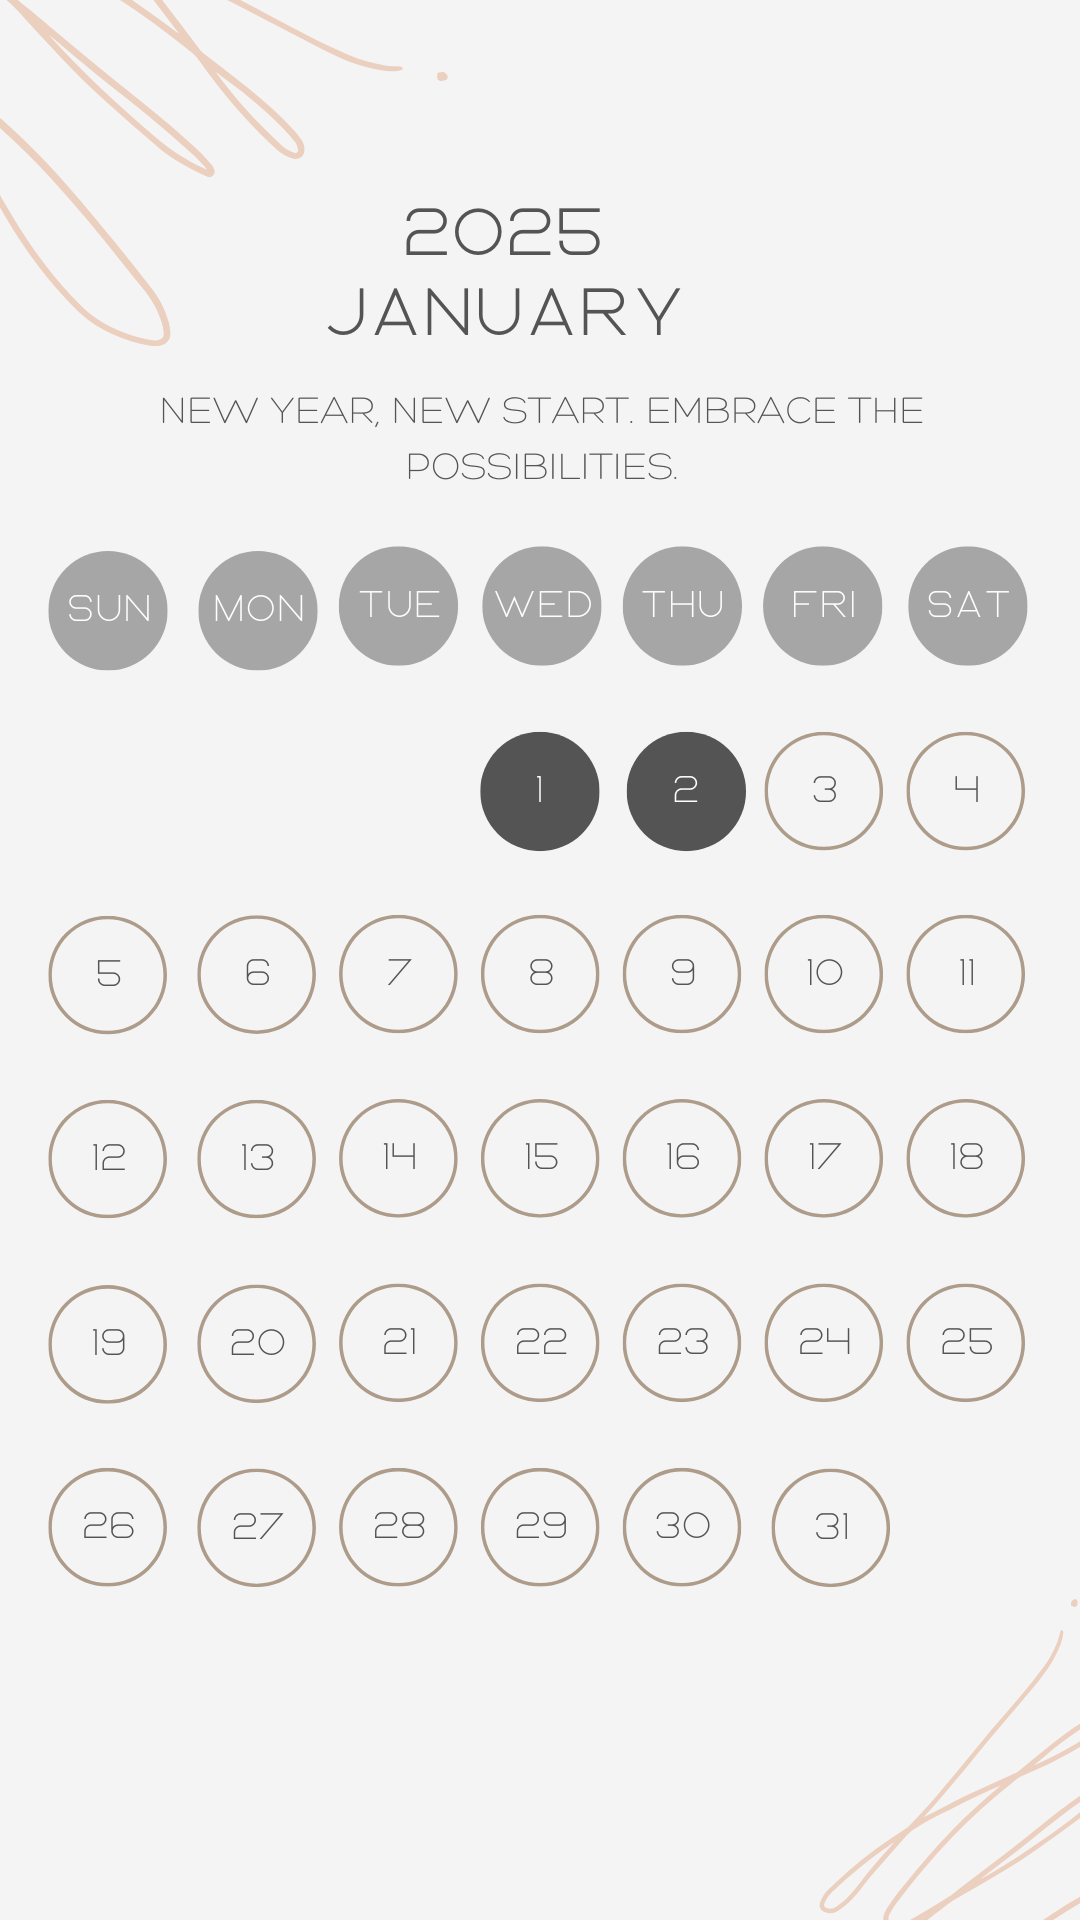 2025
JANUARY
NEW YEAR, NEW START. EMBRACE THE
POSSIBILITIES.
SUN MON TUE WED THU FRI SAT
1 2 3 4
5 6 7 8 9 10 11
12 13 14 15 16 17 18
19 20 21 22 23 24 25
26 27 28 29 30 31